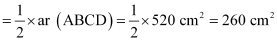 = 1/2 × ar (ABCD) = 1/2 × 520 cm² = 260 cm²